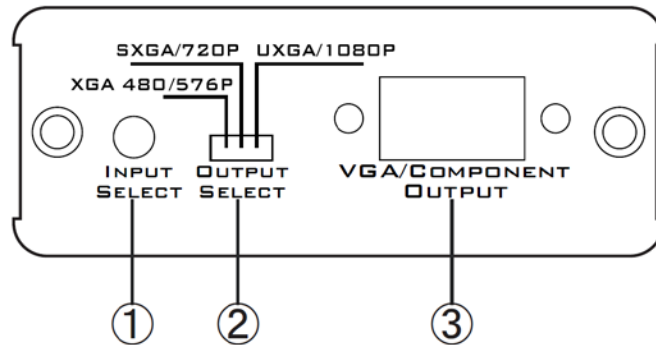 SXGA/720P UXGA/1080P
XGA 480/576P
INPUT SELECT
OUTPUT SELECT
VGA/COMPONENT OUTPUT
① ② ③